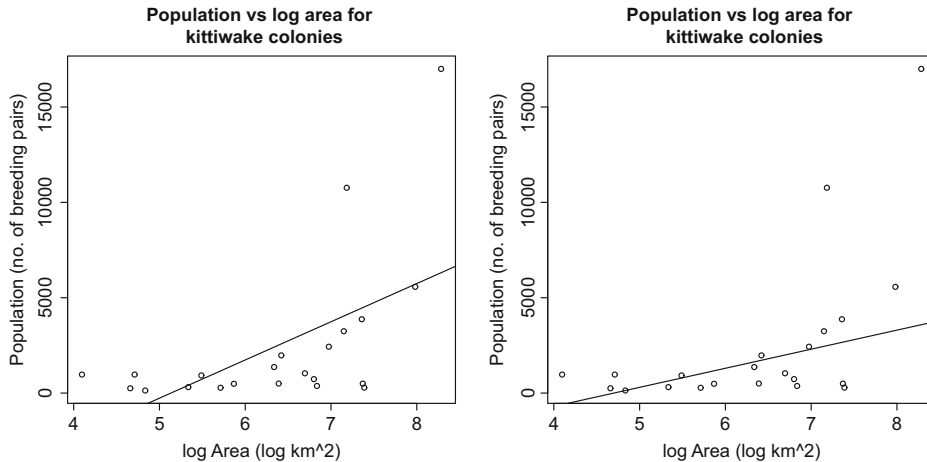 Population vs log area for
kittiwake colonies
Population (no. of breeding pairs)
15000
10000
5000
0
4 5 6 7 8
log Area (log km^2)
Population vs log area for
kittiwake colonies
Population (no. of breeding pairs)
15000
10000
5000
0
4 5 6 7 8
log Area (log km^2)